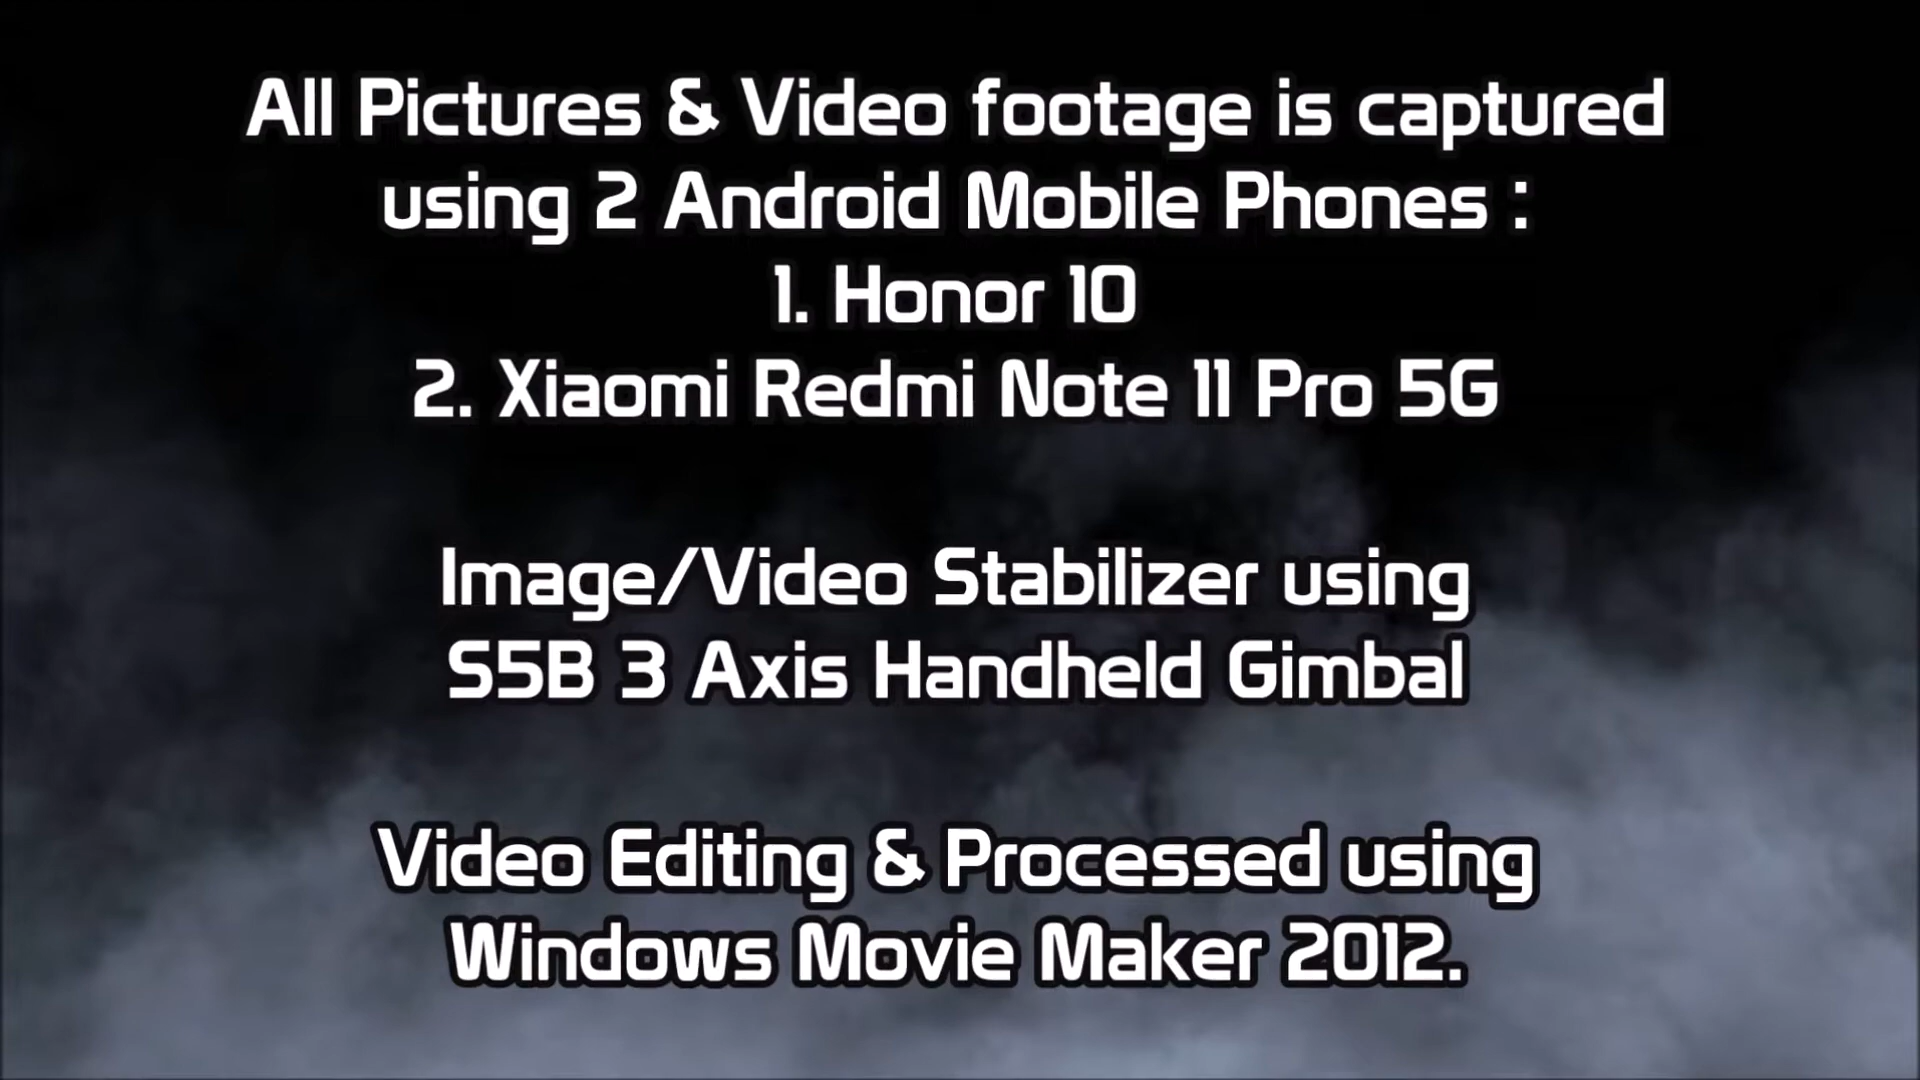 All Pictures & Video footage is captured
using 2 Android Mobile Phones :
1. Honor 10
2. Xiaomi Redmi Note 11 Pro 5G
Image/Video Stabilizer using
S5B 3 Axis Handheld Gimbal
Video Editing & Processed using
Windows Movie Maker 2012.